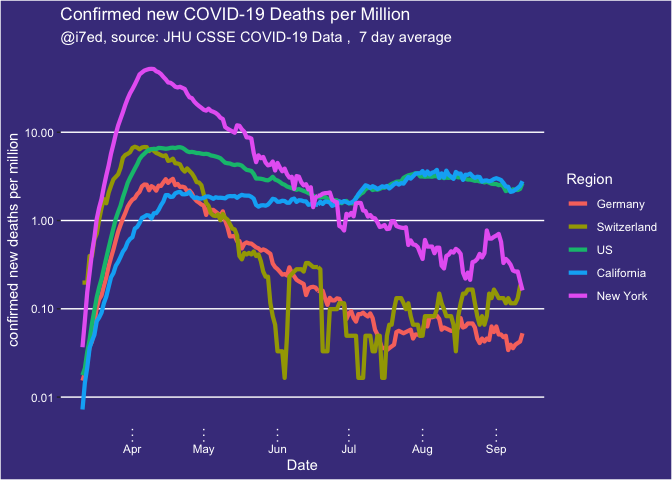 Confirmed new COVID-19 Deaths per Million
@i7ed, source: JHU CSSE COVID-19 Data ,  7 day average
confirmed new deaths per million
10.00
1.00
0.10
0.01
Apr
May
Jun
Jul
Aug
Sep
Date
Region
Germany
Switzerland
US
California
New York